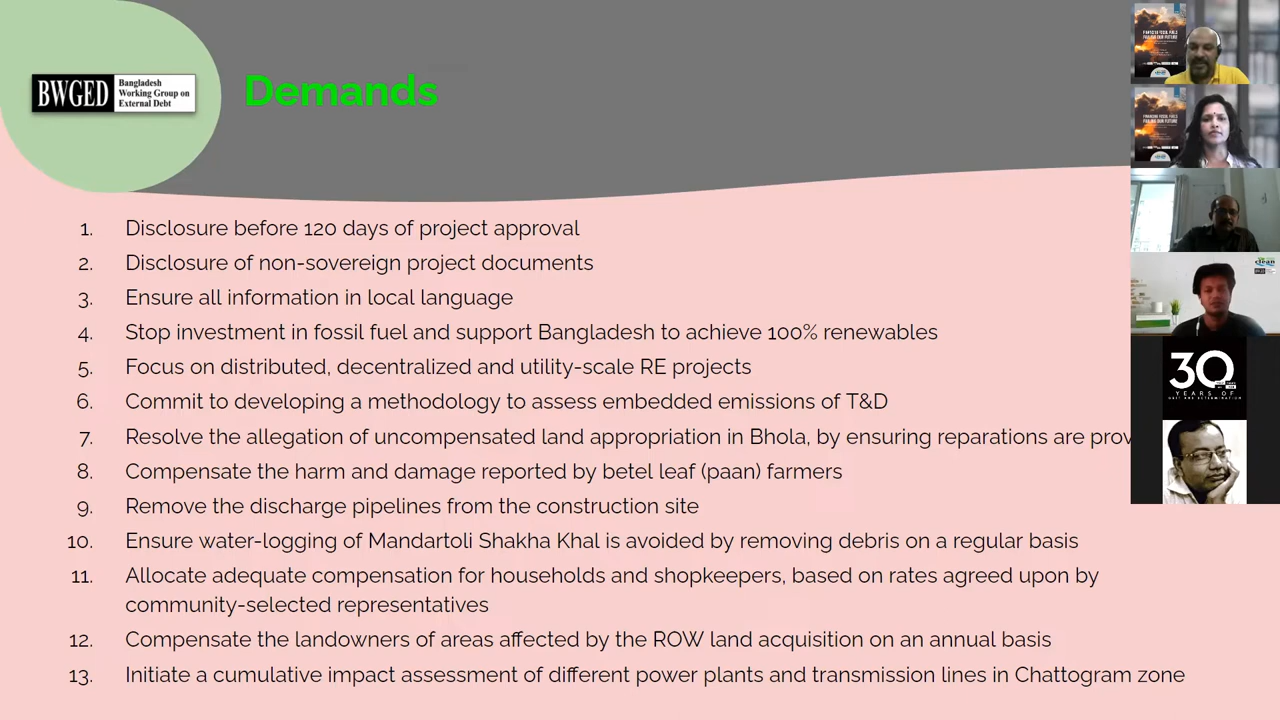 BWGED
Bangladesh
Working Group on
External Debt
Demands
1. Disclosure before 120 days of project approval
2. Disclosure of non-sovereign project documents
3. Ensure all information in local language
4. Stop investment in fossil fuel and support Bangladesh to achieve 100% renewables
5. Focus on distributed, decentralized and utility-scale RE projects
6. Commit to developing a methodology to assess embedded emissions of T&D
7. Resolve the allegation of uncompensated land appropriation in Bhola, by ensuring reparations are prov
8. Compensate the harm and damage reported by betel leaf (paan) farmers
9. Remove the discharge pipelines from the construction site
10. Ensure water-logging of Mandartoli Shakha Khal is avoided by removing debris on a regular basis
11. Allocate adequate compensation for households and shopkeepers, based on rates agreed upon by
community-selected representatives
12. Compensate the landowners of areas affected by the ROW land acquisition on an annual basis
13. Initiate a cumulative impact assessment of different power plants and transmission lines in Chattogram zone
clean
30
YEARS OF